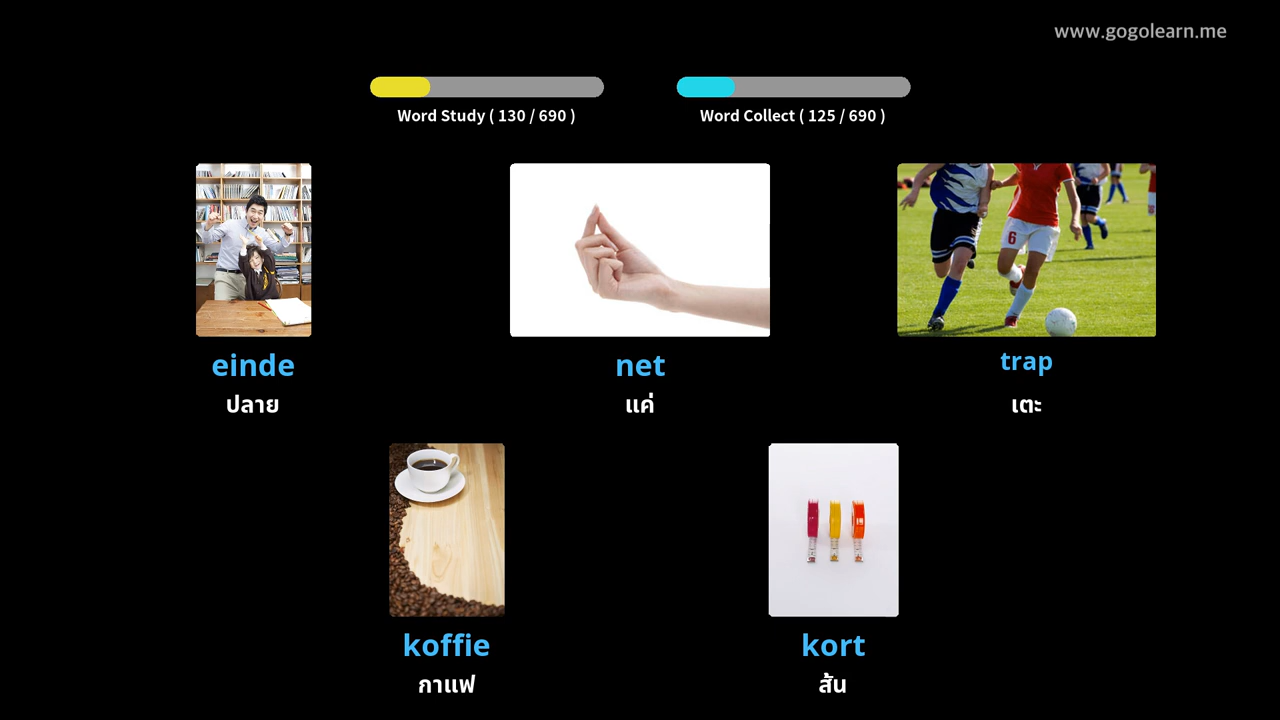 www.gogolearn.me
Word Study ( 130 / 690 )
Word Collect ( 125 / 690 )
einde
ปลาย
net
แค่
trap
เตะ
koffie
กาแฟ
kort
ส้น